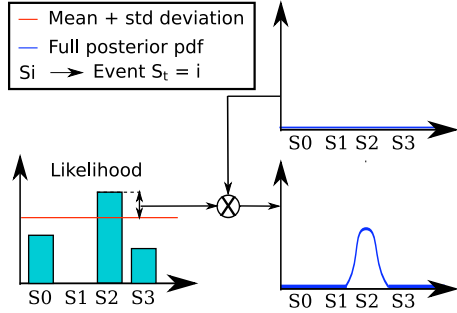 Mean + std deviation
Full posterior pdf
Si → Event S_t = i
S0 S1 S2 S3
Likelihood
X
S0 S1 S2 S3
S0 S1 S2 S3